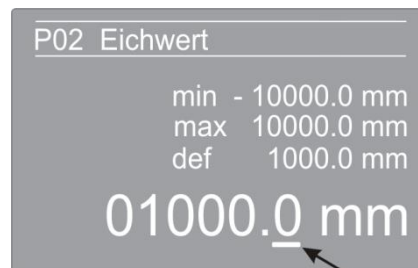 P02 Eichwert
min - 10000.0 mm
max 10000.0 mm
def 1000.0 mm
01000.0 mm